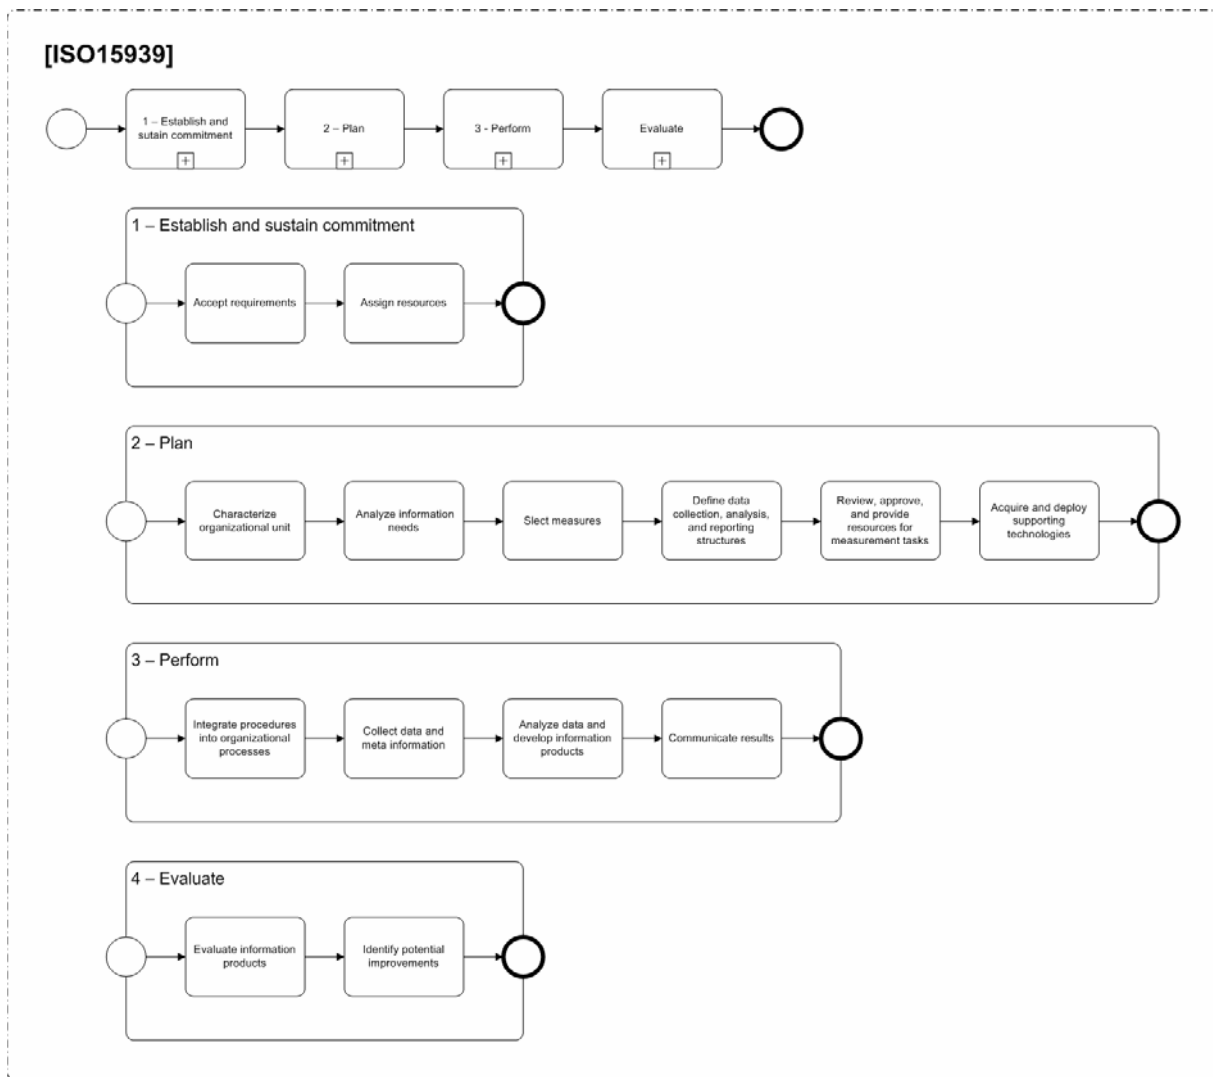 [ISO15939]
1 – Establish and
sutain commitment
2 – Plan
3 - Perform
Evaluate
1 – Establish and sustain commitment
Accept requirements
Assign resources
2 – Plan
Characterize
organizational unit
Analyze information
needs
Slect measures
Define data
collection, analysis,
and reporting
structures
Review, approve,
and provide
resources for
measurement tasks
Acquire and deploy
supporting
technologies
3 – Perform
Integrate procedures
into organizational
processes
Collect data and
meta information
Analyze data and
develop information
products
Communicate results
4 – Evaluate
Evaluate information
products
Identify potential
improvements